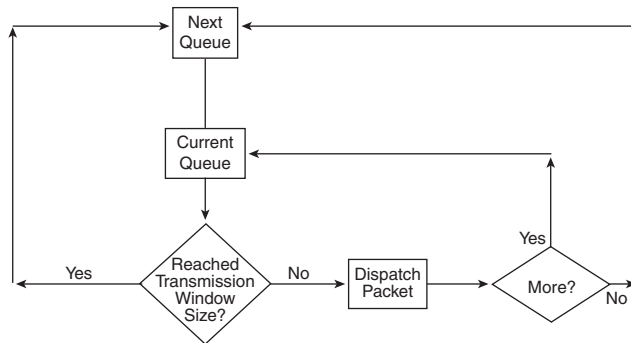 Next
Queue
Current
Queue
Yes
Reached
Transmission
Window
Size?
No
Dispatch
Packet
Yes
More?
No